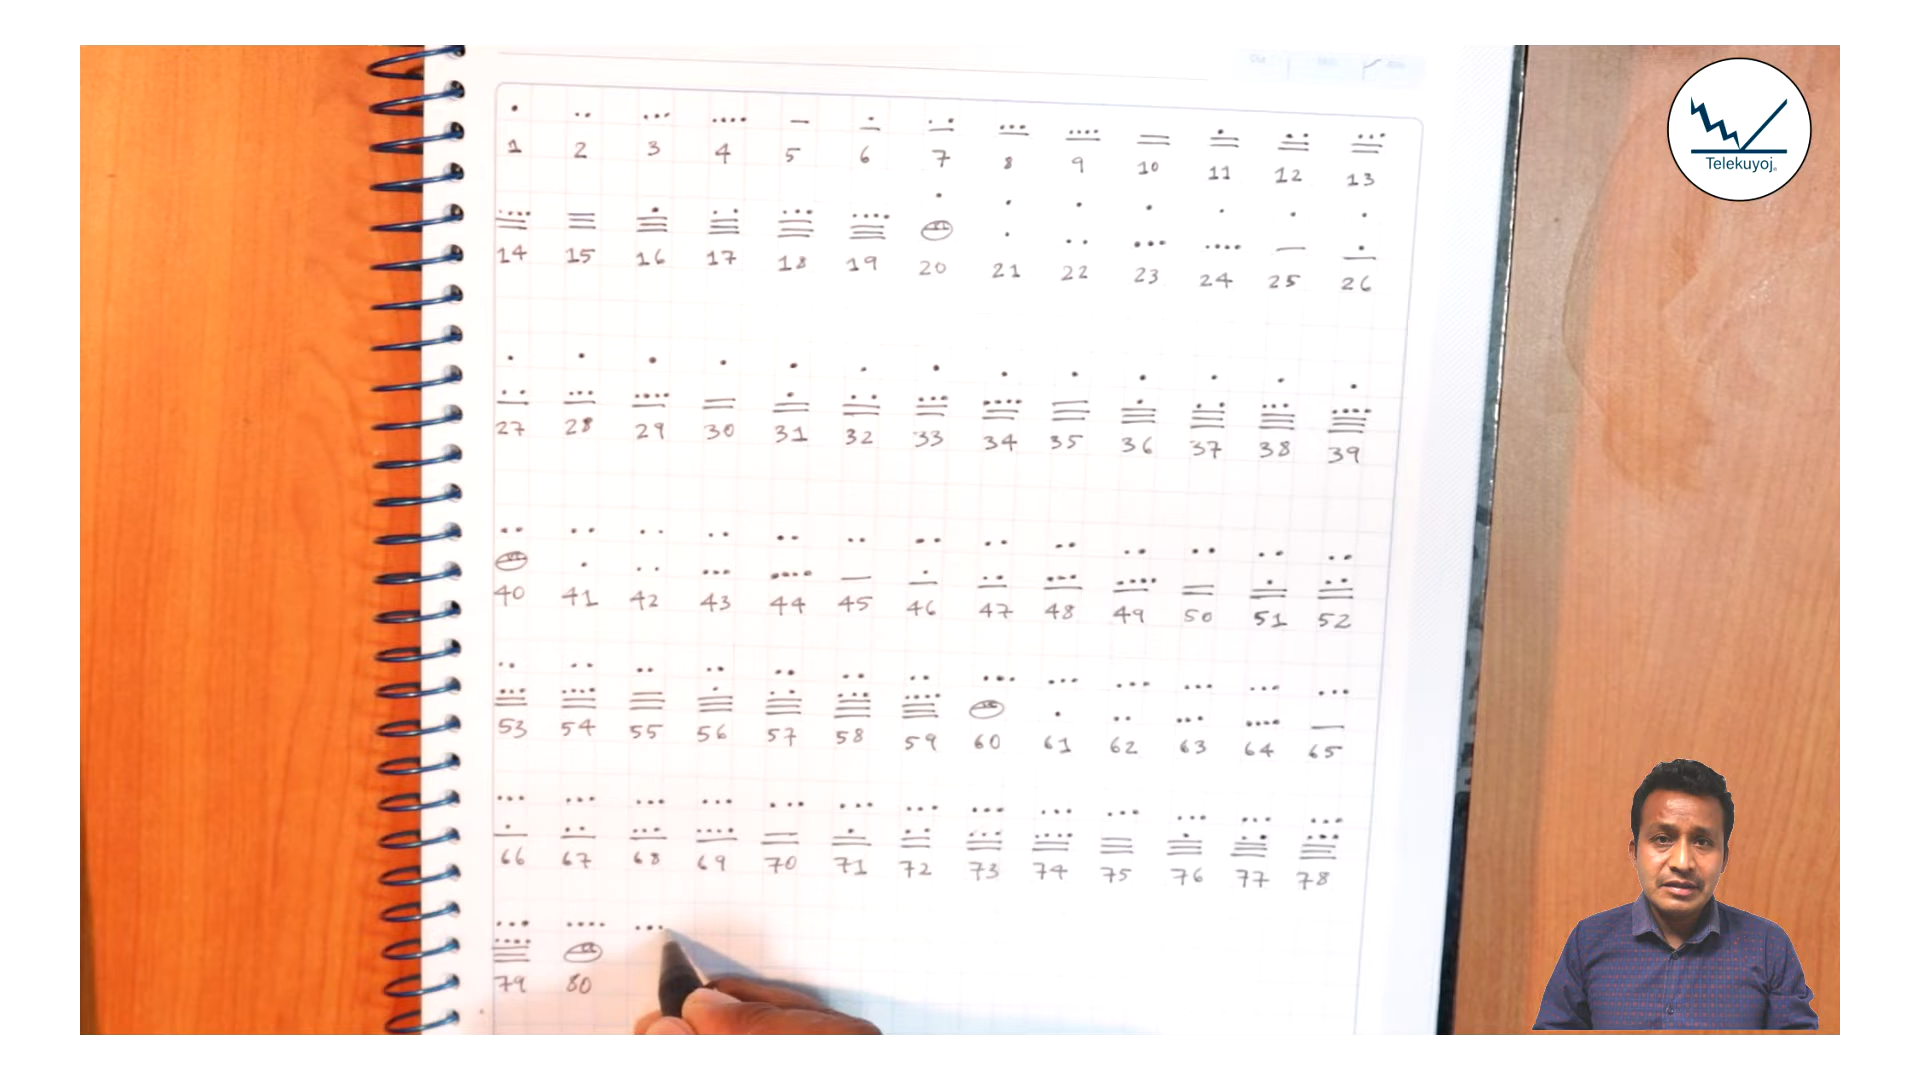 1 2 3 4 5 6 7 8 9 10 11 12 13
14 15 16 17 18 19 20 21 22 23 24 25 26
27 28 29 30 31 32 33 34 35 36 37 38 39
40 41 42 43 44 45 46 47 48 49 50 51 52
53 54 55 56 57 58 59 60 61 62 63 64 65
66 67 68 69 70 71 72 73 74 75 76 77 78
79 80
Telekuyoj